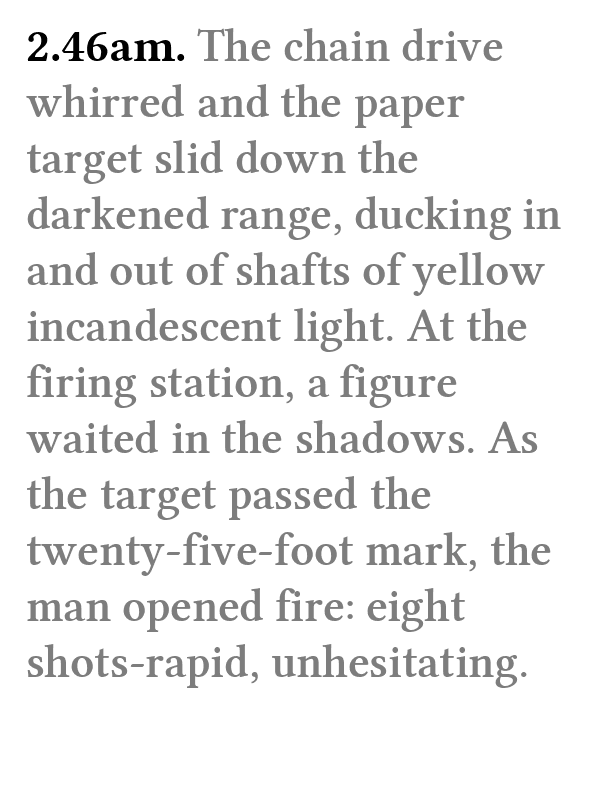 2.46am. The chain drive
whirred and the paper
target slid down the
darkened range, ducking in
and out of shafts of yellow
incandescent light. At the
firing station, a figure
waited in the shadows. As
the target passed the
twenty-five-foot mark, the
man opened fire: eight
shots-rapid, unhesitating.